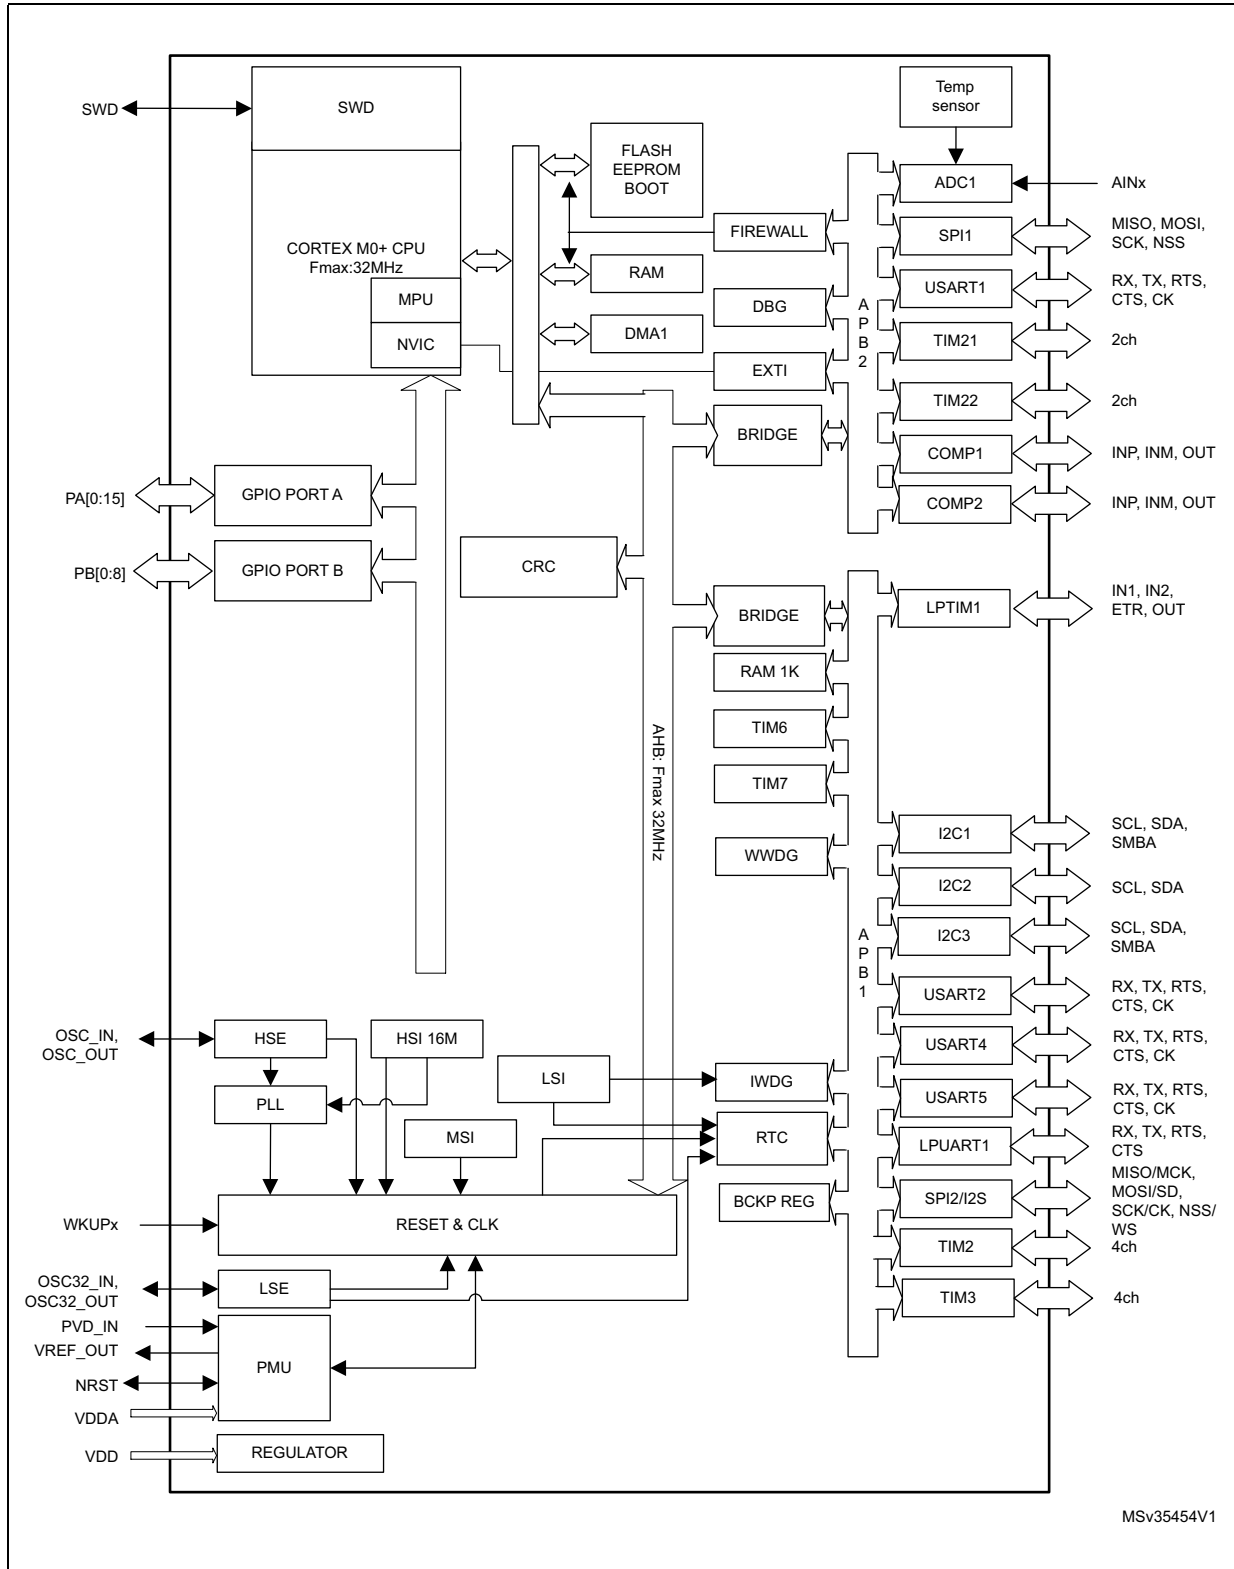 SWD
SWD
CORTEX M0+ CPU
Fmax:32MHz
MPU
NVIC
FLASH
EEPROM
BOOT
RAM
DMA1
FIREWALL
DBG
EXTI
BRIDGE
A
P
B
2
Temp
sensor
ADC1
AINx
SPI1
MISO, MOSI,
SCK, NSS
USART1
RX, TX, RTS,
CTS, CK
TIM21
2ch
TIM22
2ch
COMP1
INP, INM, OUT
COMP2
INP, INM, OUT
PA[0:15]
GPIO PORT A
PB[0:8]
GPIO PORT B
CRC
BRIDGE
RAM 1K
TIM6
TIM7
WWDG
AHB: Fmax 32MHz
A
P
B
1
LPTIM1
IN1, IN2,
ETR, OUT
I2C1
SCL, SDA,
SMBA
I2C2
SCL, SDA
I2C3
SCL, SDA,
SMBA
USART2
RX, TX, RTS,
CTS, CK
USART4
RX, TX, RTS,
CTS, CK
USART5
RX, TX, RTS,
CTS, CK
LPUART1
RX, TX, RTS,
CTS
SPI2/I2S
MISO/MCK,
MOSI/SD,
SCK/CK, NSS/
WS
TIM2
4ch
TIM3
4ch
OSC_IN,
OSC_OUT
HSE
HSI 16M
PLL
LSI
MSI
IWDG
RTC
BCKP REG
WKUPx
RESET & CLK
OSC32_IN,
OSC32_OUT
LSE
PVD_IN
VREF_OUT
NRST
VDDA
PMU
VDD
REGULATOR
MSv35454V1